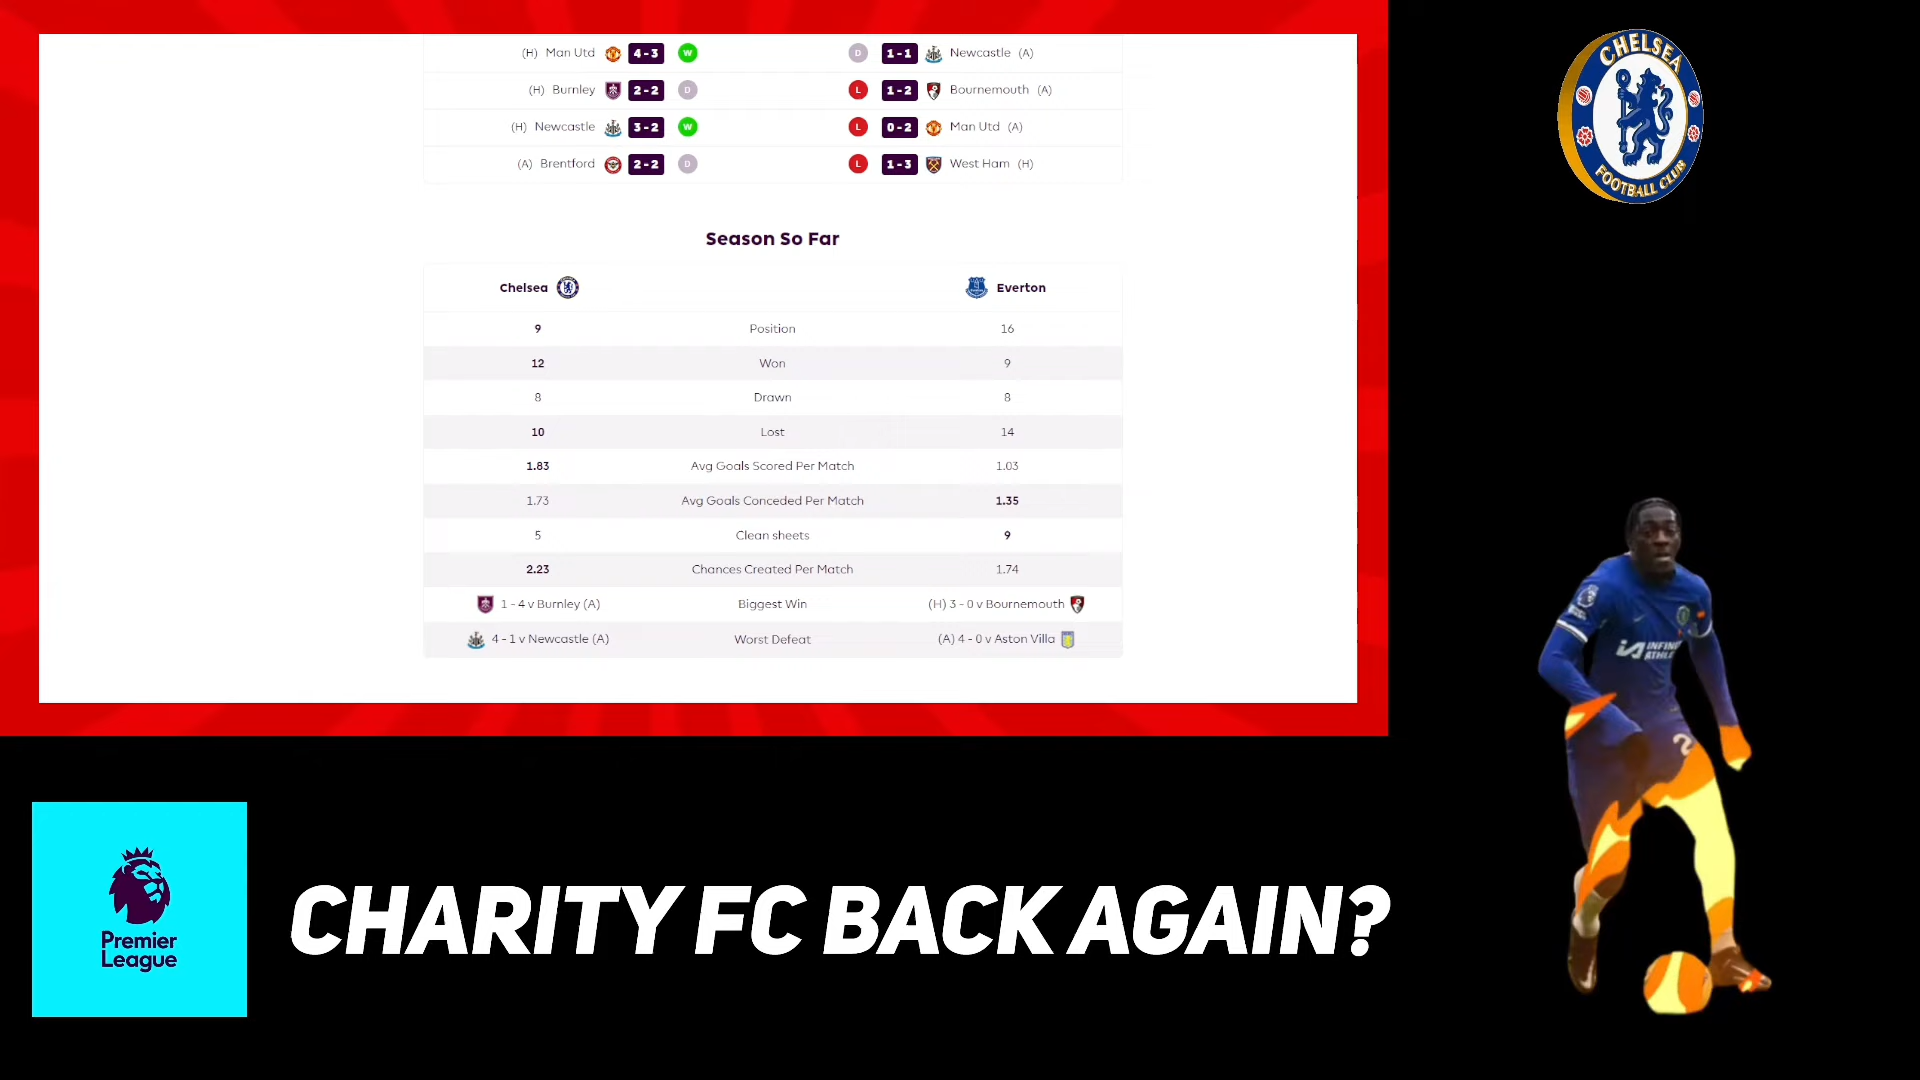 (H) Man Utd 4 - 3 W D 1 - 1 Newcastle (A)
(H) Burnley 2 - 2 D L 1 - 2 Bournemouth (A)
(H) Newcastle 3 - 2 W L 0 - 2 Man Utd (A)
(A) Brentford 2 - 2 D L 1 - 3 West Ham (H)
Season So Far
Chelsea Everton
9 Position 16
12 Won 9
8 Drawn 8
10 Lost 14
1.83 Avg Goals Scored Per Match 1.03
1.73 Avg Goals Conceded Per Match 1.35
5 Clean sheets 9
2.23 Chances Created Per Match 1.74
1 - 4 v Burnley (A) Biggest Win (H) 3 - 0 v Bournemouth
4 - 1 v Newcastle (A) Worst Defeat (A) 4 - 0 v Aston Villa
CHELSEA
FOOTBALL CLUB
INFINI
ATHL
2
Premier
League
CHARITY FC BACK AGAIN?